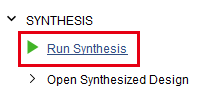 SYNTHESIS
Run Synthesis
Open Synthesized Design